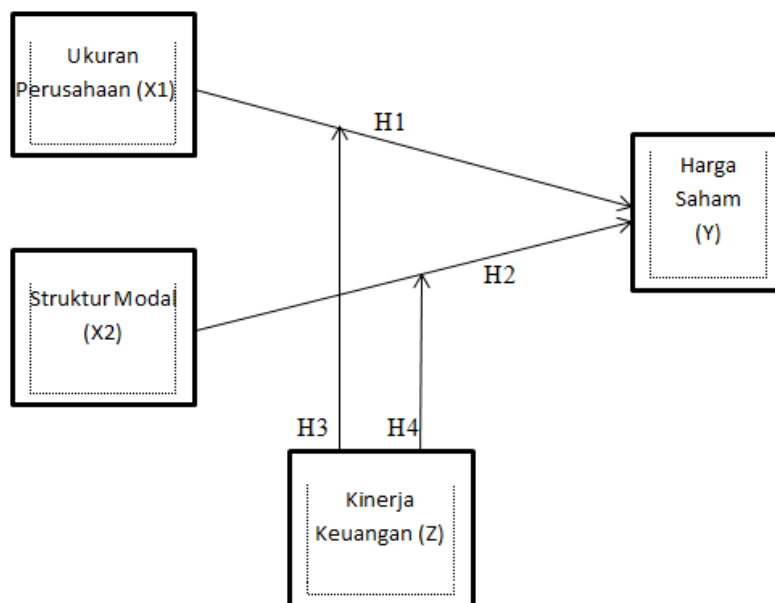 Ukuran
Perusahaan (X1)
H1
Harga
Saham
(Y)
Struktur Modal
(X2)
H2
H3
H4
Kinerja
Keuangan (Z)